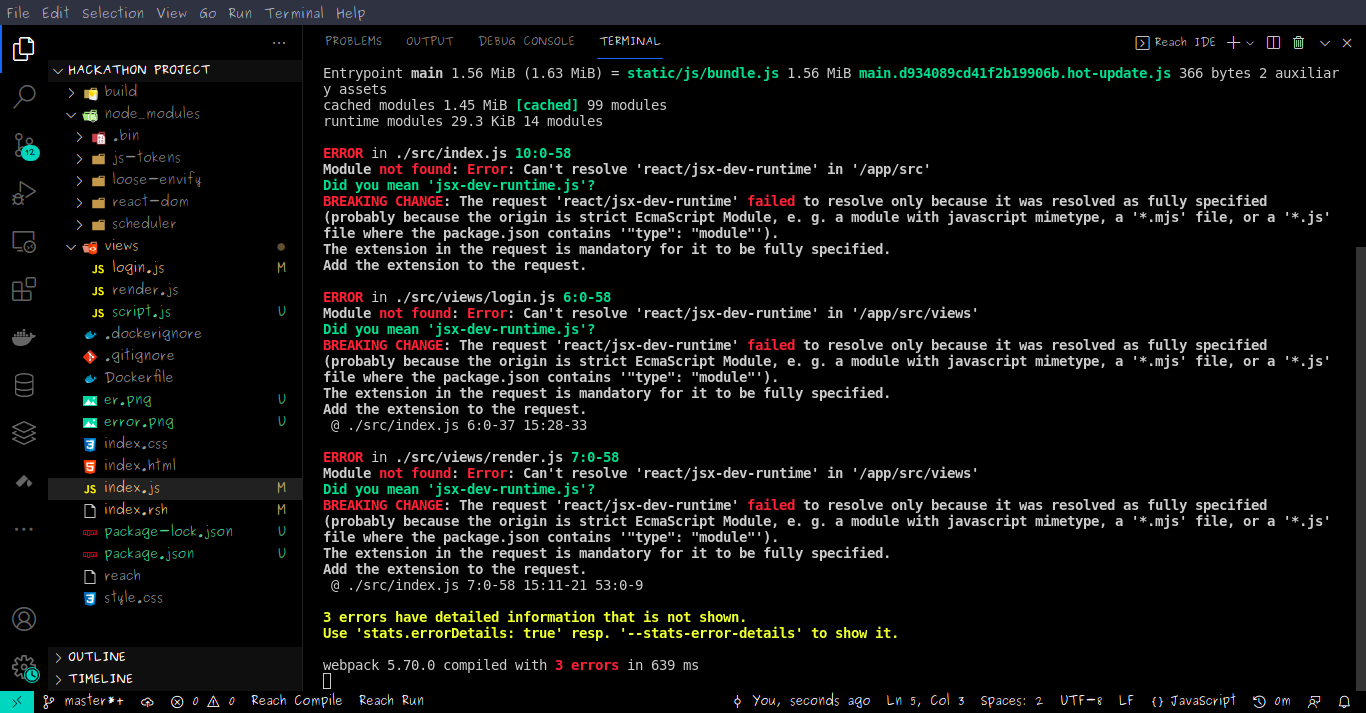 File Edit Selection View Go Run Terminal Help
HACKATHON PROJECT
build
node_modules
.bin
js-tokens
loose-envify
react-dom
scheduler
views
JS login.js M
JS render.js
JS script.js U
.dockerignore
.gitignore
Dockerfile
er.png U
error.png U
index.css
index.html
JS index.js M
index.rsh M
package-lock.json U
package.json U
reach
style.css
OUTLINE
TIMELINE
12
PROBLEMS OUTPUT DEBUG CONSOLE TERMINAL Reach IDE
Entrypoint main 1.56 MiB (1.63 MiB) = static/js/bundle.js 1.56 MiB main.d934089cd41f2b19906b.hot-update.js 366 bytes 2 auxiliar
y assets
cached modules 1.45 MiB [cached] 99 modules
runtime modules 29.3 KiB 14 modules
ERROR in ./src/index.js 10:0-58
Module not found: Error: Can't resolve 'react/jsx-dev-runtime' in '/app/src'
Did you mean 'jsx-dev-runtime.js'?
BREAKING CHANGE: The request 'react/jsx-dev-runtime' failed to resolve only because it was resolved as fully specified
(probably because the origin is strict EcmaScript Module, e. g. a module with javascript mimetype, a '*.mjs' file, or a '*.js'
file where the package.json contains '"type": "module"').
The extension in the request is mandatory for it to be fully specified.
Add the extension to the request.
ERROR in ./src/views/login.js 6:0-58
Module not found: Error: Can't resolve 'react/jsx-dev-runtime' in '/app/src/views'
Did you mean 'jsx-dev-runtime.js'?
BREAKING CHANGE: The request 'react/jsx-dev-runtime' failed to resolve only because it was resolved as fully specified
(probably because the origin is strict EcmaScript Module, e. g. a module with javascript mimetype, a '*.mjs' file, or a '*.js'
file where the package.json contains '"type": "module"').
The extension in the request is mandatory for it to be fully specified.
Add the extension to the request.
@ ./src/index.js 6:0-37 15:28-33
ERROR in ./src/views/render.js 7:0-58
Module not found: Error: Can't resolve 'react/jsx-dev-runtime' in '/app/src/views'
Did you mean 'jsx-dev-runtime.js'?
BREAKING CHANGE: The request 'react/jsx-dev-runtime' failed to resolve only because it was resolved as fully specified
(probably because the origin is strict EcmaScript Module, e. g. a module with javascript mimetype, a '*.mjs' file, or a '*.js'
file where the package.json contains '"type": "module"').
The extension in the request is mandatory for it to be fully specified.
Add the extension to the request.
@ ./src/index.js 7:0-58 15:11-21 53:0-9
3 errors have detailed information that is not shown.
Use 'stats.errorDetails: true' resp. '--stats-error-details' to show it.
webpack 5.70.0 compiled with 3 errors in 639 ms
master*+ 0 0 Reach Compile Reach Run You, seconds ago Ln 5, Col 3 Spaces: 2 UTF-8 LF {} JavaScript 0m